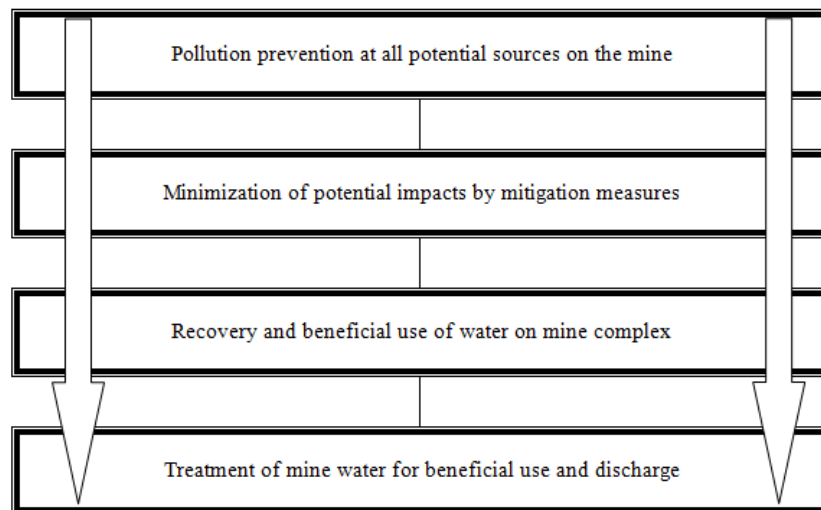 Pollution prevention at all potential sources on the mine
Minimization of potential impacts by mitigation measures
Recovery and beneficial use of water on mine complex
Treatment of mine water for beneficial use and discharge